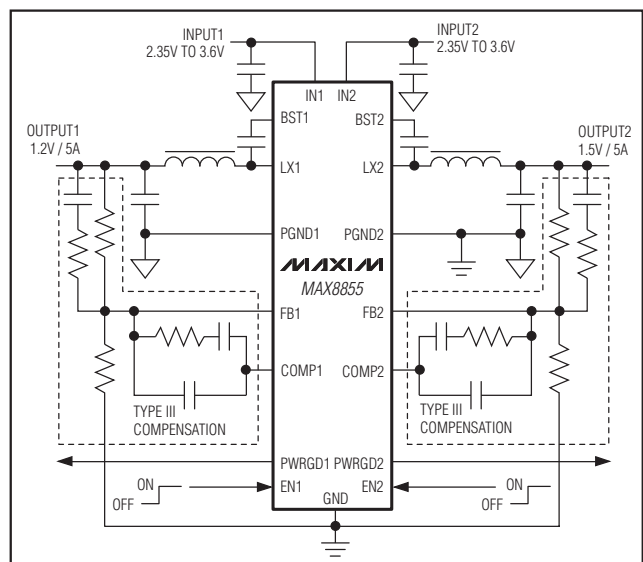 INPUT1
2.35V TO 3.6V
INPUT2
2.35V TO 3.6V
IN1
IN2
BST1
BST2
OUTPUT1
1.2V / 5A
OUTPUT2
1.5V / 5A
LX1
LX2
PGND1
PGND2
MAXIM
MAX8855
FB1
FB2
COMP1
COMP2
TYPE III
COMPENSATION
TYPE III
COMPENSATION
PWRGD1
PWRGD2
ON
OFF
EN1
EN2
ON
OFF
GND